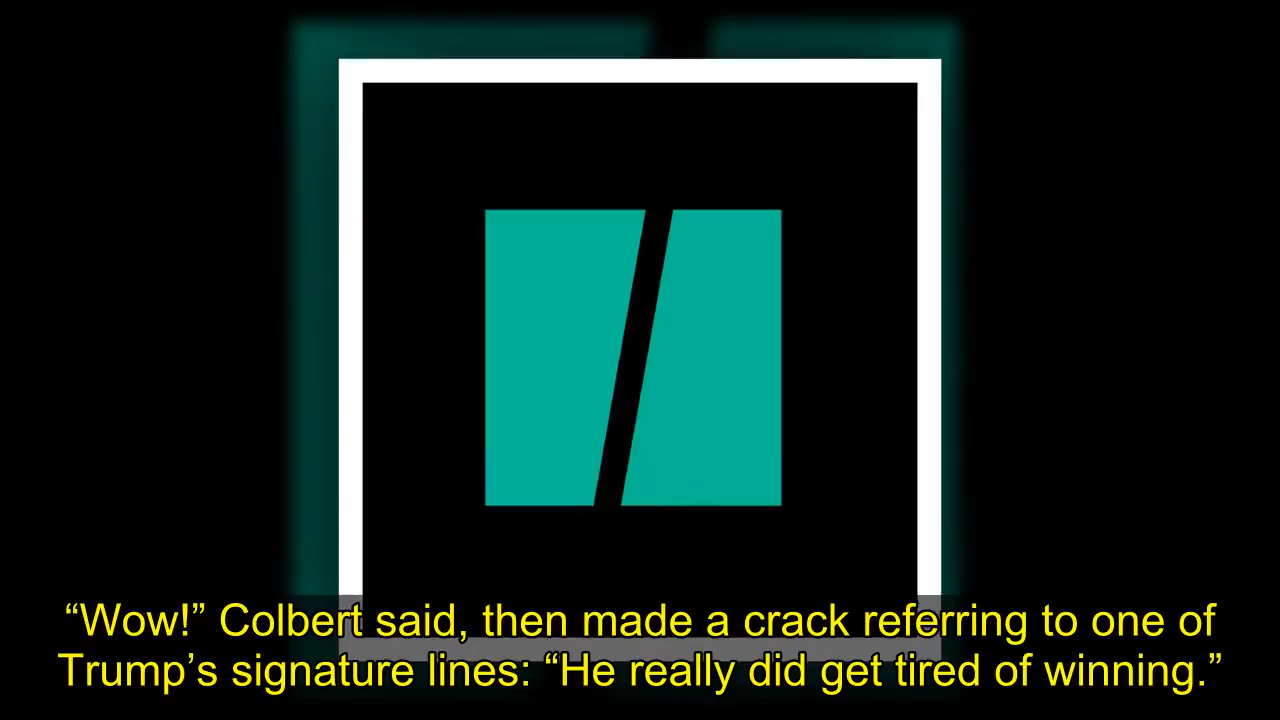 “Wow!” Colbert said, then made a crack referring to one of
Trump’s signature lines: “He really did get tired of winning.”